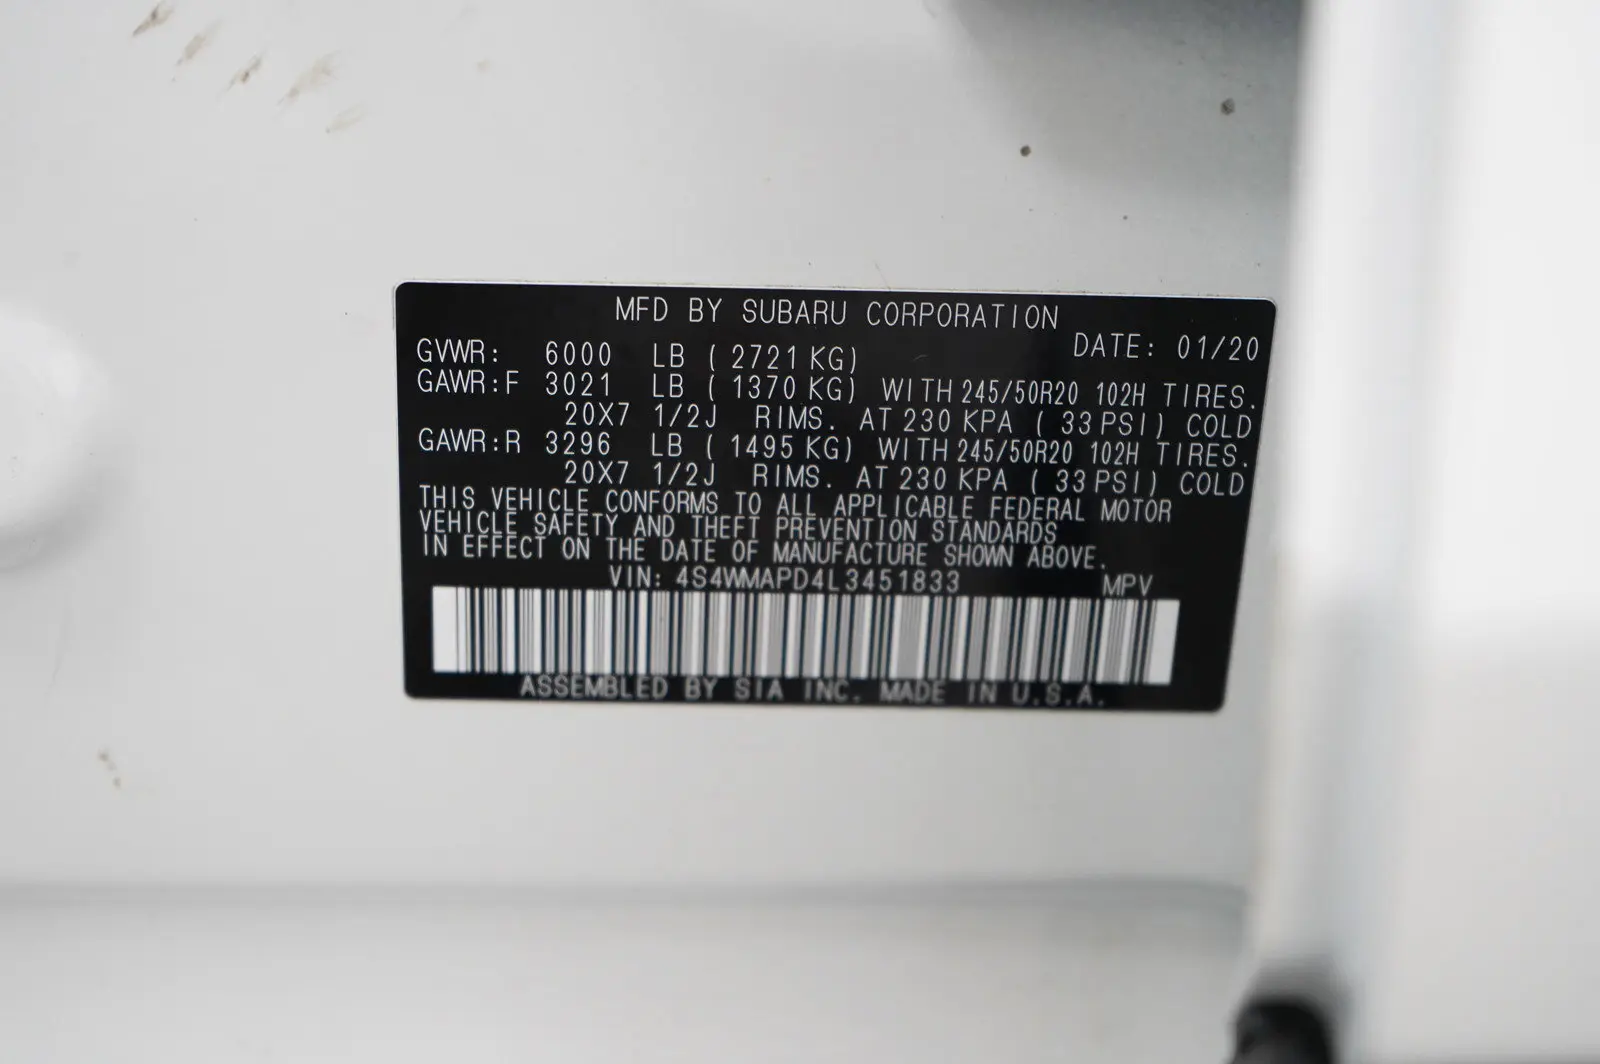 MFD BY SUBARU CORPORATION
DATE: 01/20
GVWR: 6000 LB ( 2721 KG)
GAWR:F 3021 LB ( 1370 KG) WITH 245/50R20 102H TIRES.
20X7 1/2J RIMS. AT 230 KPA ( 33 PSI) COLD
GAWR:R 3296 LB ( 1495 KG) WITH 245/50R20 102H TIRES.
20X7 1/2J RIMS. AT 230 KPA ( 33 PSI) COLD
THIS VEHICLE CONFORMS TO ALL APPLICABLE FEDERAL MOTOR
VEHICLE SAFETY AND THEFT PREVENTION STANDARDS
IN EFFECT ON THE DATE OF MANUFACTURE SHOWN ABOVE.
VIN: 4S4WMAPD4L3451833 MPV
ASSEMBLED BY SIA INC. MADE IN U.S.A.